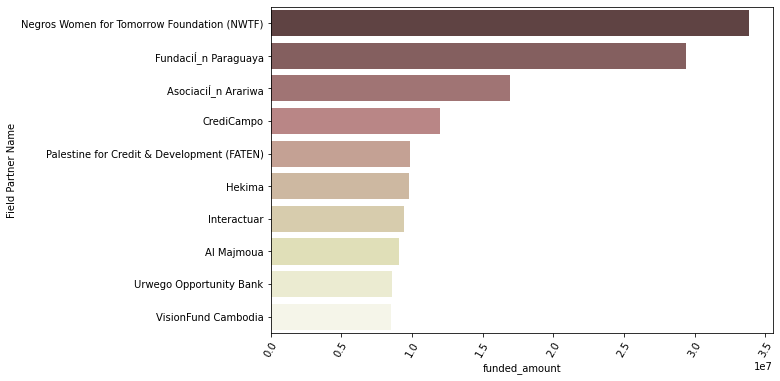 Negros Women for Tomorrow Foundation (NWTF)
FundaciÍ_n Paraguaya
AsociaciÍ_n Arariwa
CrediCampo
Palestine for Credit & Development (FATEN)
Hekima
Interactuar
Al Majmoua
Urwego Opportunity Bank
VisionFund Cambodia
Field Partner Name
0.0 0.5 1.0 1.5 2.0 2.5 3.0 3.5
1e7
funded_amount